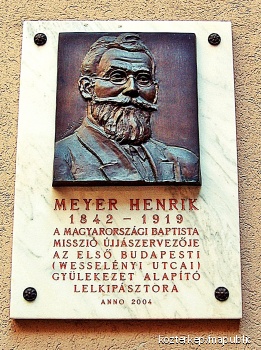 MEYER HENRIK
1842 – 1919
A MAGYARORSZÁGI BAPTISTA
MISSZIÓ ÚJJÁSZERVEZŐJE
AZ ELSŐ BUDAPESTI
(WESSELÉNYI UTCAI)
GYÜLEKEZET ALAPÍTÓ
LELKIPÁSZTORA
ANNO 2004
kozterkep.mapublic